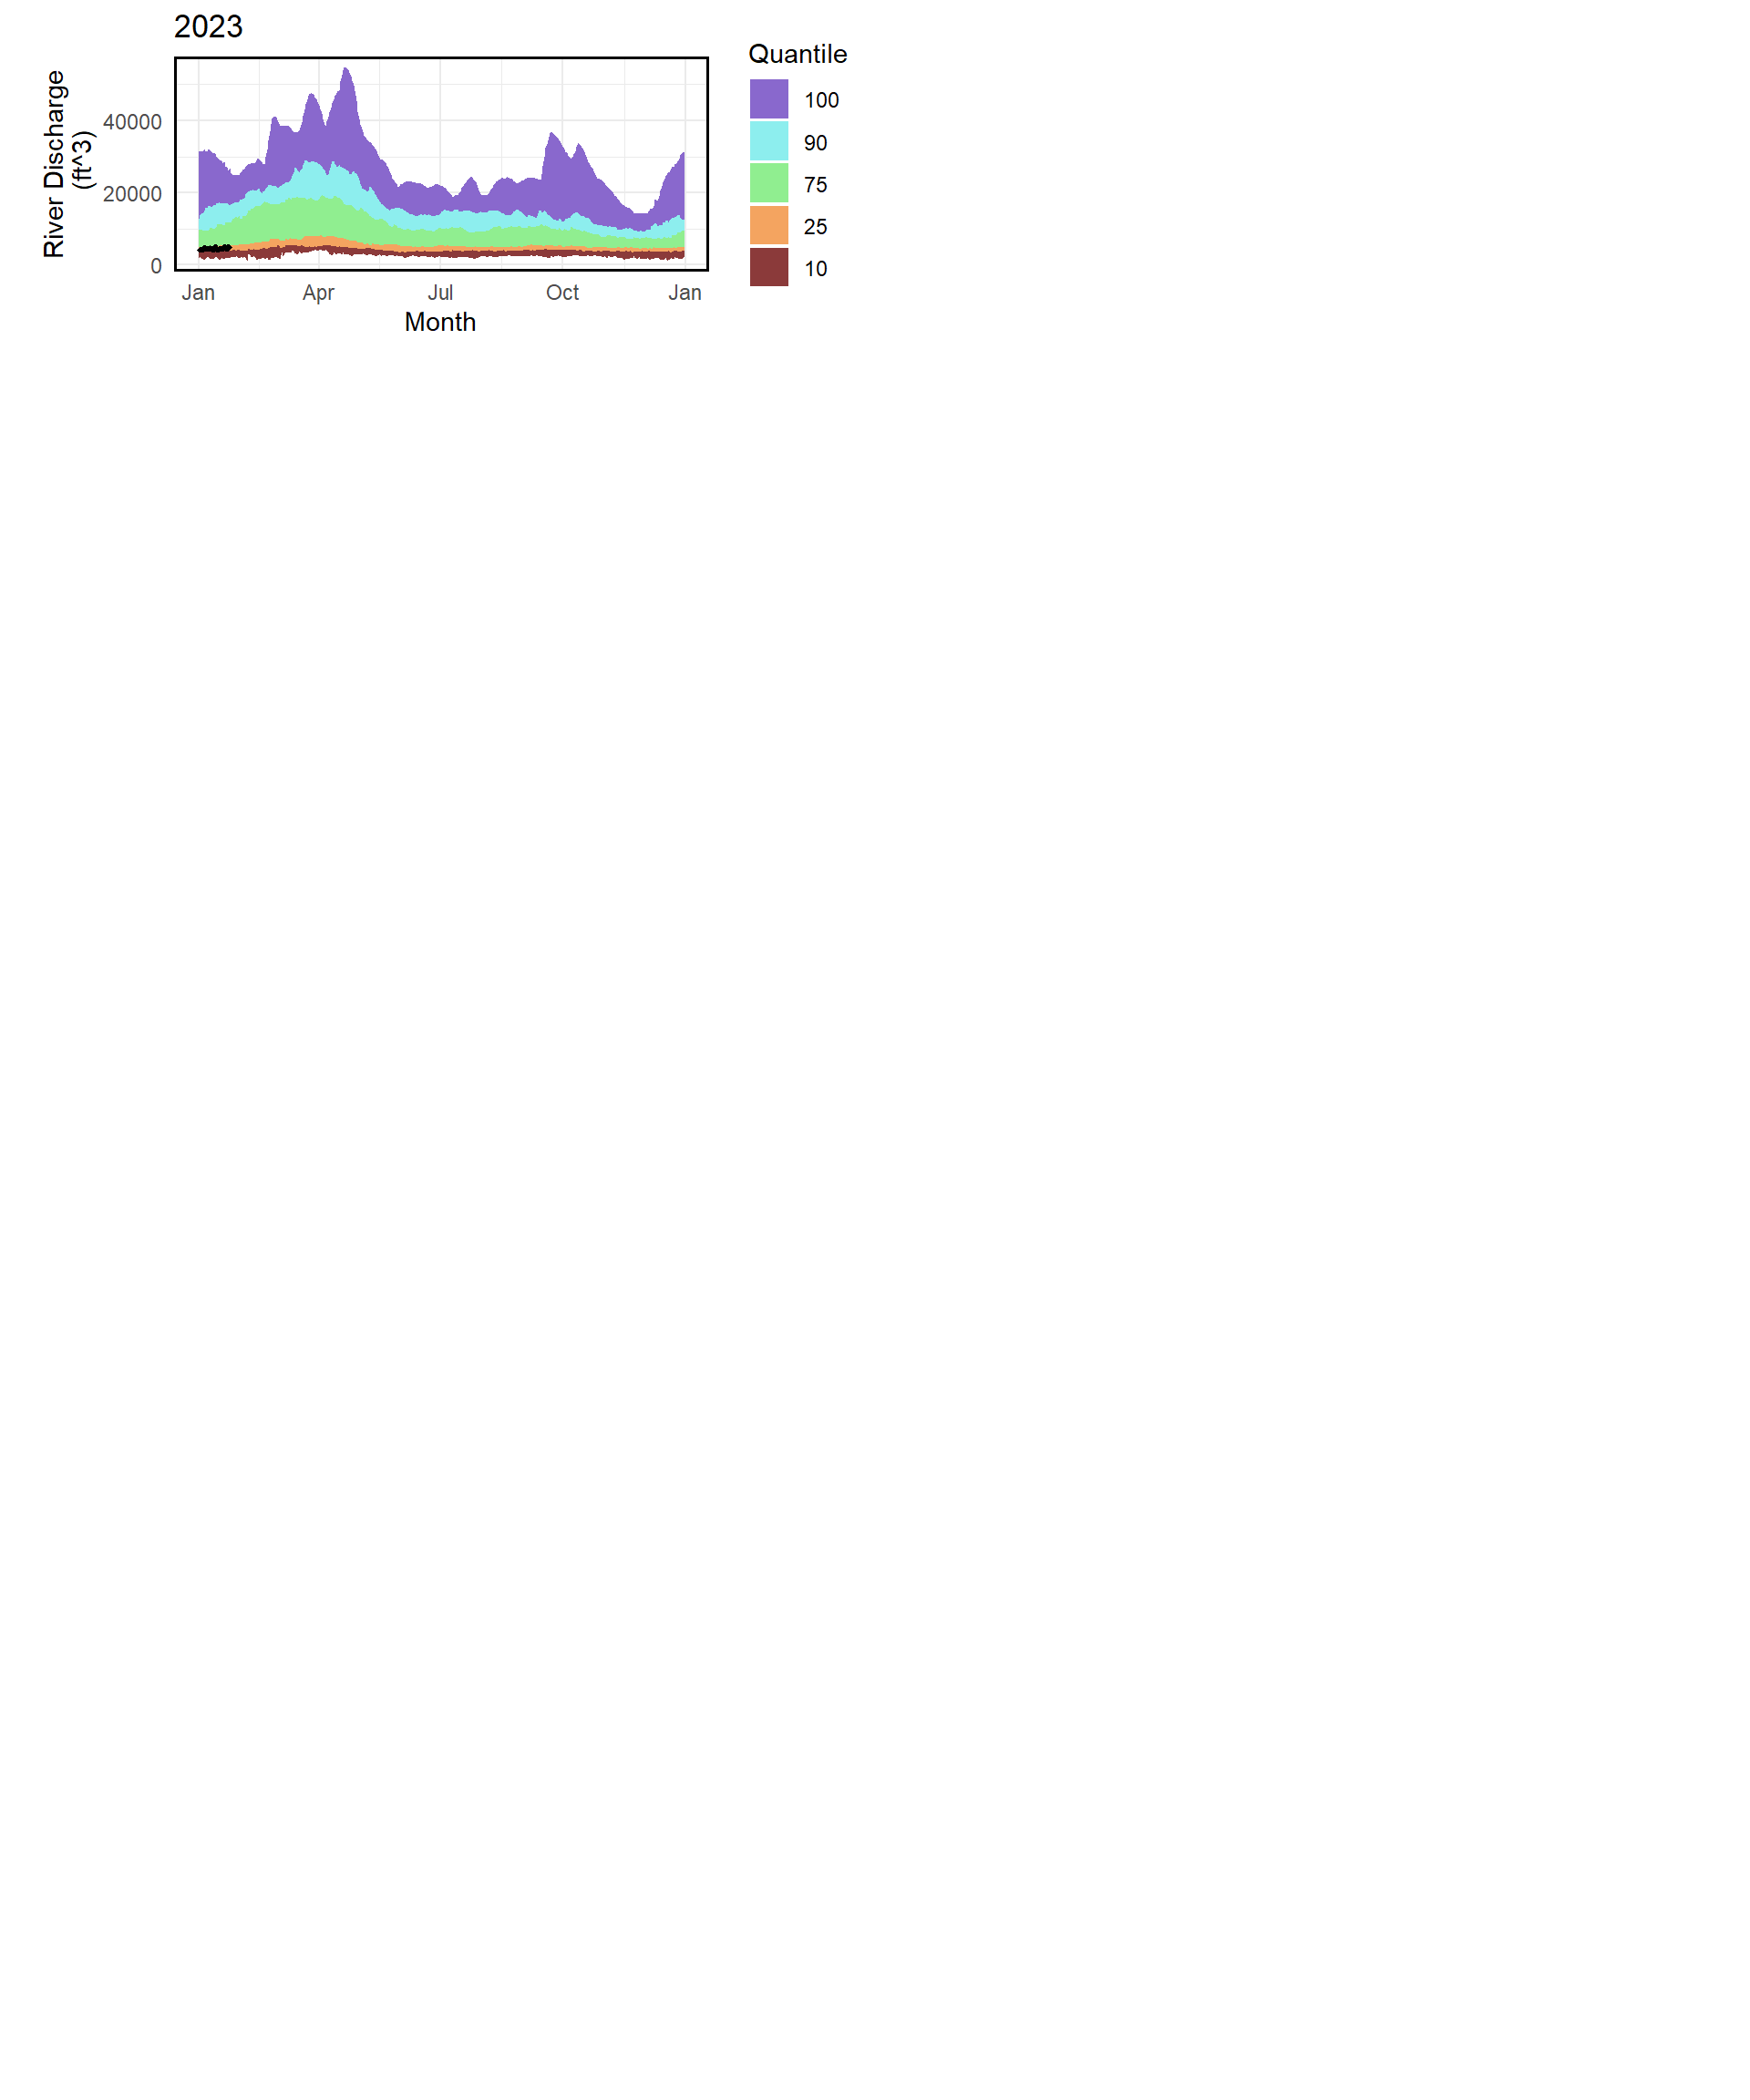 2023
River Discharge
(ft^3)
40000
20000
0
Jan
Apr
Jul
Oct
Jan
Month
Quantile
100
90
75
25
10